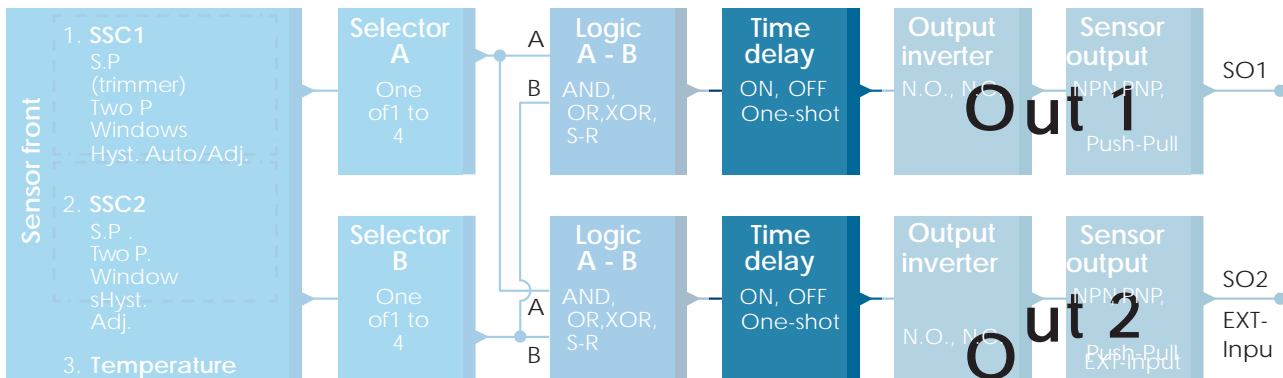 Sensor front
1. SSC1
S.P
(trimmer)
Two P
Windows
Hyst. Auto/Adj.
2. SSC2
S.P .
Two P.
Window
sHyst.
Adj.
3. Temperature
Selector
A
One
of1 to
4
A
B
Logic
A - B
AND,
OR,XOR,
S-R
Time
delay
ON, OFF
One-shot
Output
inverter
N.O., N.C
Sensor
output
NPN,PNP,
Push-Pull
Out 1
SO1
Selector
B
One
of1 to
4
A
B
Logic
A - B
AND,
OR,XOR,
S-R
Time
delay
ON, OFF
One-shot
Output
inverter
N.O., N.C
Sensor
output
NPN,PNP,
Push-Pull
EXT-Input
Out 2
SO2
EXT-
Inpu